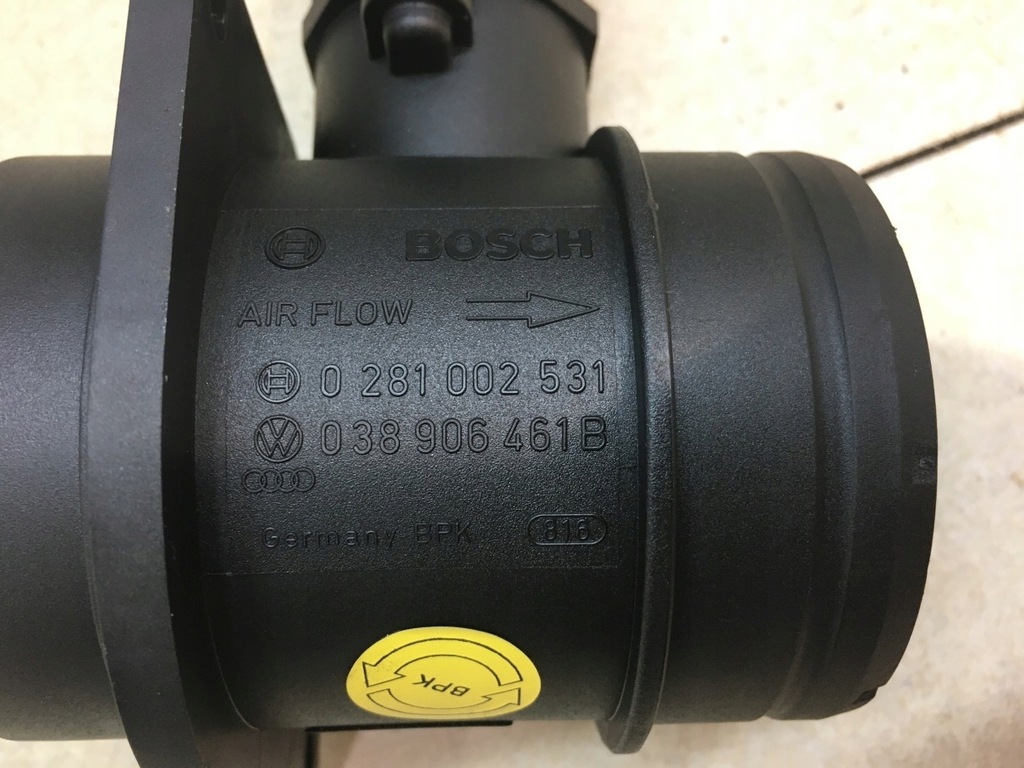 BOSCH
AIR FLOW
0 281 002 531
038 906 461B
Germany BPK 816
BPK